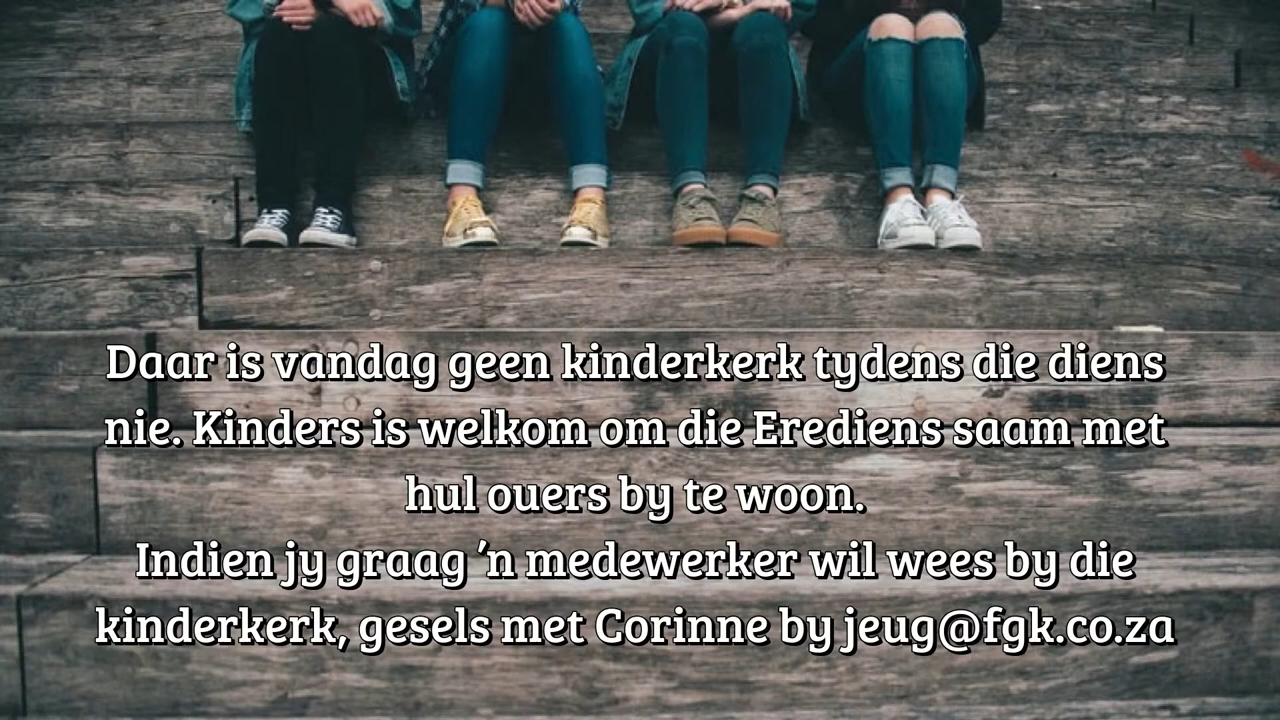 Daar is vandag geen kinderkerk tydens die diens
nie. Kinders is welkom om die Erediens saam met
hul ouers by te woon.
Indien jy graag 'n medewerker wil wees by die
kinderkerk, gesels met Corinne by jeug@fgk.co.za